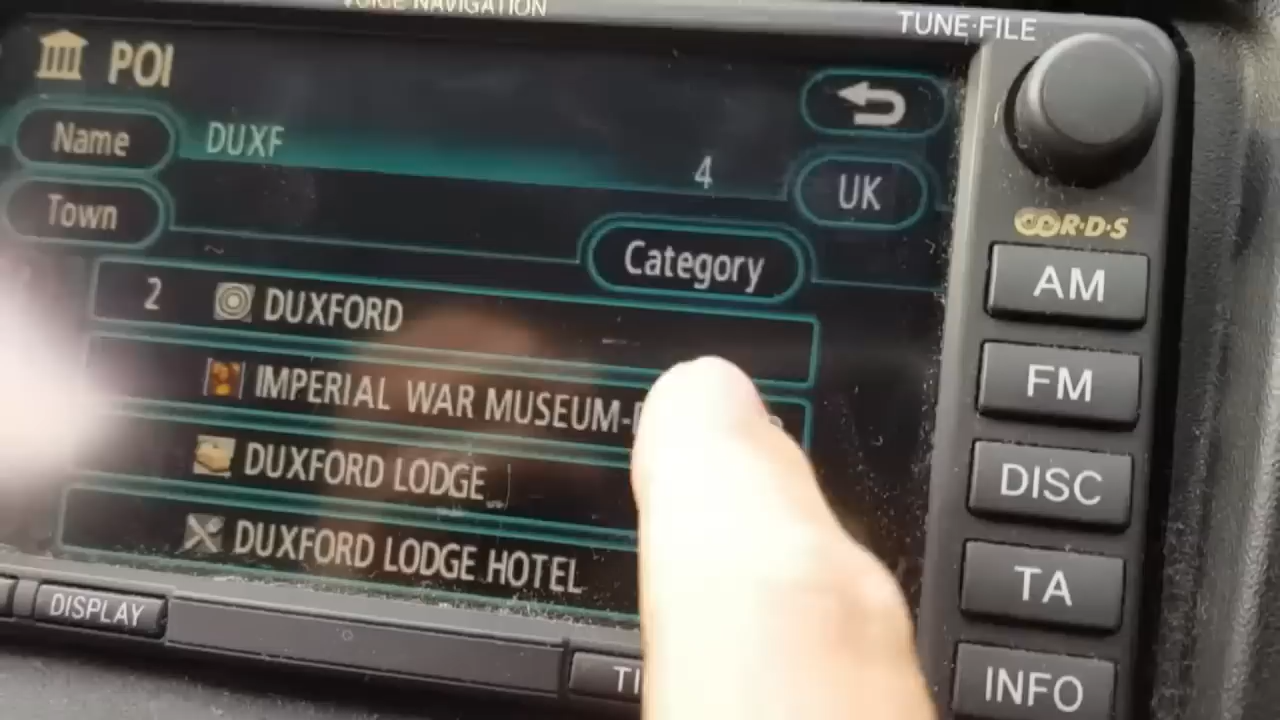 VOICE NAVIGATION
TUNE·FILE
POI
Name
DUXF
4
UK
Town
Category
R·D·S
2 DUXFORD
IMPERIAL WAR MUSEUM-
DUXFORD LODGE
DUXFORD LODGE HOTEL
AM
FM
DISC
TA
INFO
DISPLAY